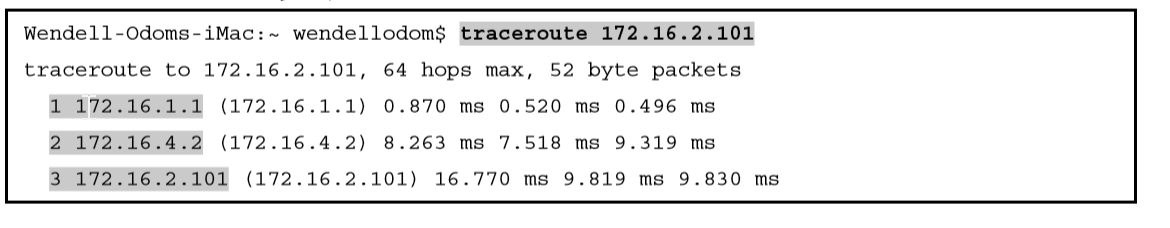 Wendell-Odoms-iMac:~ wendellodom$ traceroute 172.16.2.101
traceroute to 172.16.2.101, 64 hops max, 52 byte packets
1 172.16.1.1 (172.16.1.1) 0.870 ms 0.520 ms 0.496 ms
2 172.16.4.2 (172.16.4.2) 8.263 ms 7.518 ms 9.319 ms
3 172.16.2.101 (172.16.2.101) 16.770 ms 9.819 ms 9.830 ms